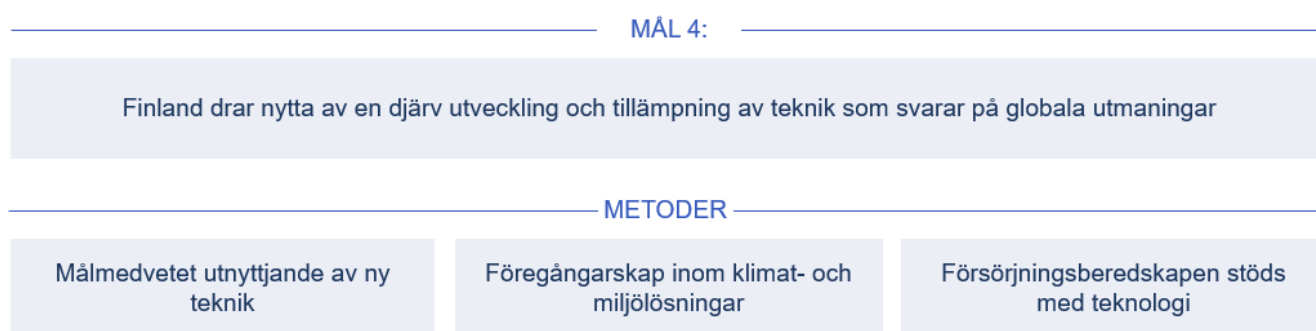 MÅL 4:
Finland drar nytta av en djärv utveckling och tillämpning av teknik som svarar på globala utmaningar
METODER
Målmedvetet utnyttjande av ny
teknik
Föregångarskap inom klimat- och
miljölösningar
Försörjningsberedskapen stöds
med teknologi